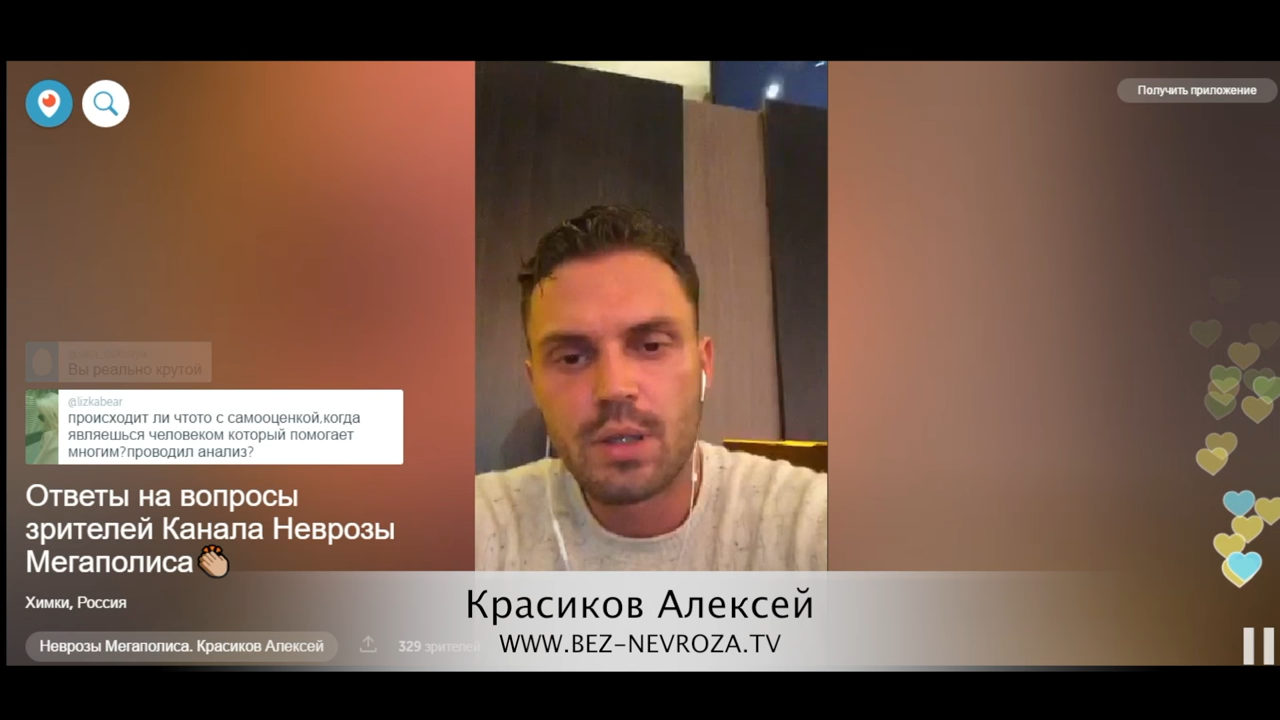 Получить приложение
Вы реально крутой
@lizkabear
происходит ли чтото с самооценкой,когда
являешься человеком который помогает
многим?проводил анализ?
Ответы на вопросы
зрителей Канала Неврозы
Мегаполиса👏
Химки, Россия
Неврозы Мегаполиса. Красиков Алексей
329 зрителей
Красиков Алексей
WWW.BEZ-NEVROZA.TV